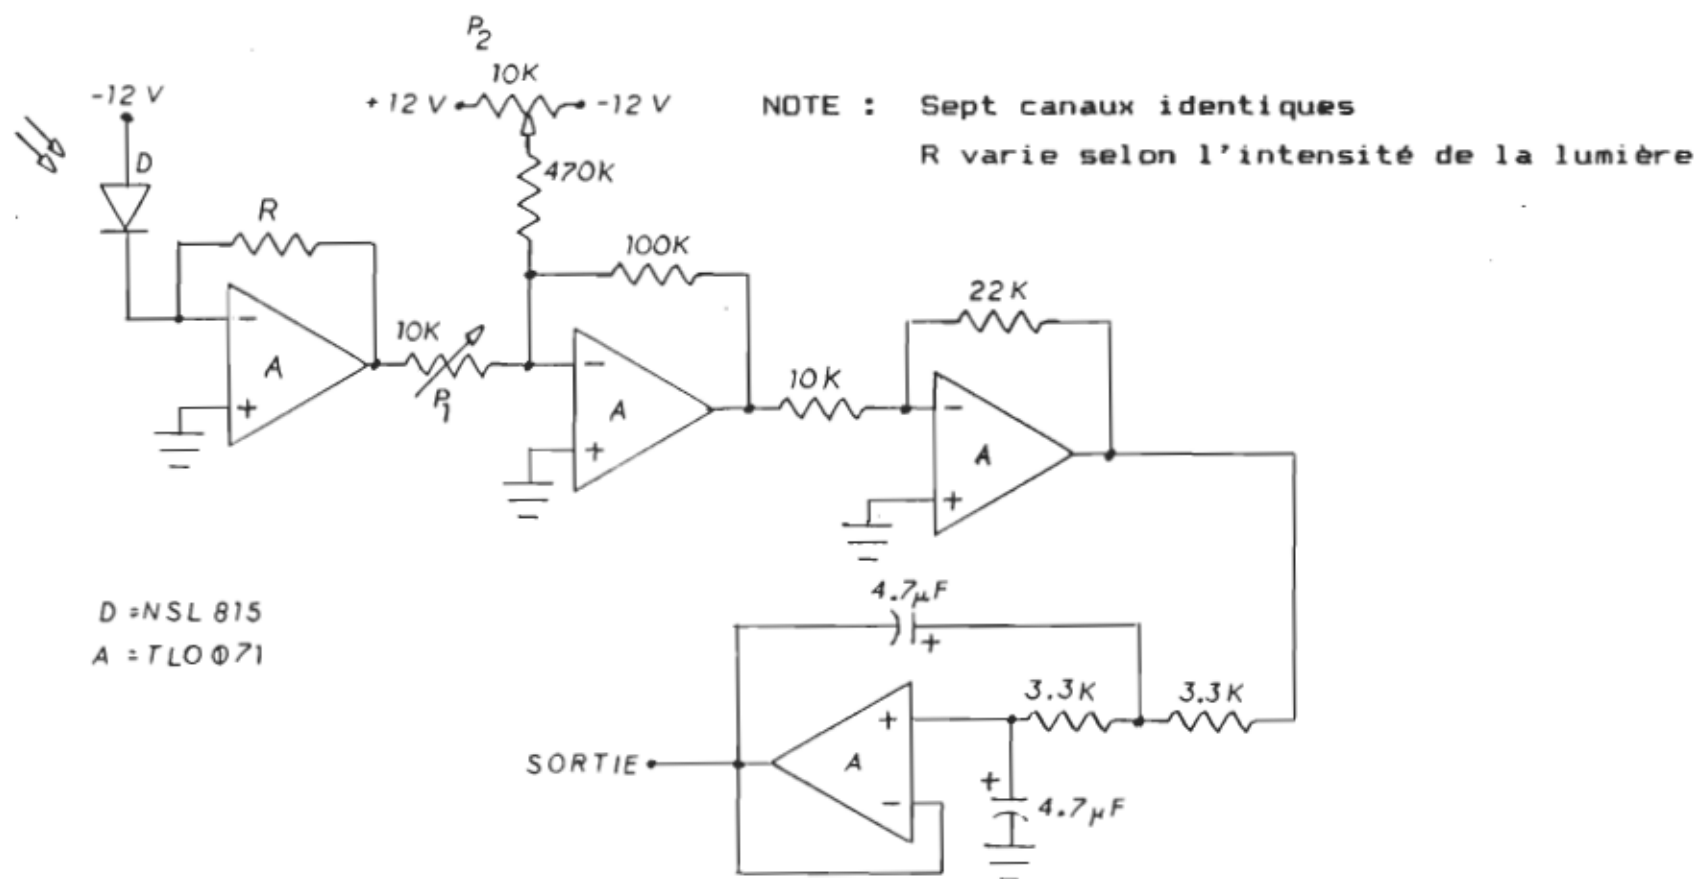 P2
10K
+12 V -12 V
-12 V
NOTE : Sept canaux identiques
R varie selon l'intensité de la lumière
D
470K
R
100K
22K
-
10K
A
+
P1
-
A
+
10K
-
A
+
D = NSL 815
A = TL0071
4.7µF
+
3.3K
3.3K
+
A
-
SORTIE
+
4.7µF